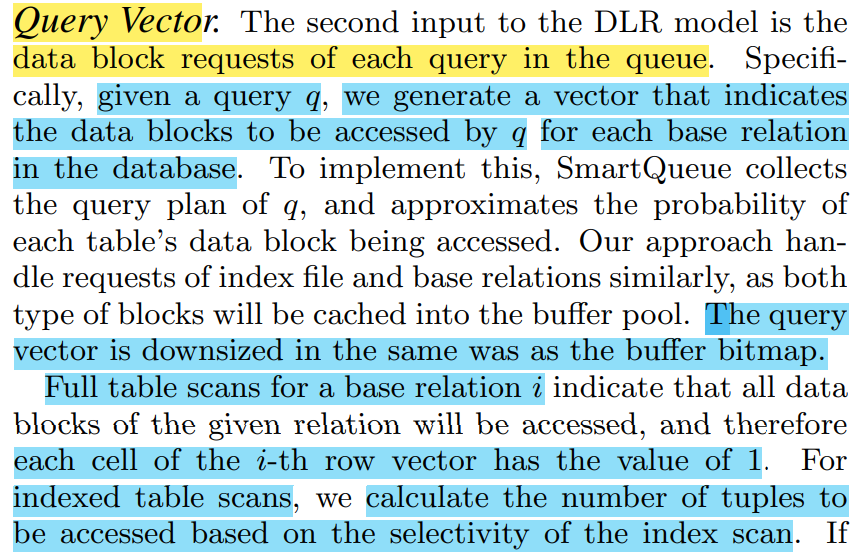 Query Vector. The second input to the DLR model is the
data block requests of each query in the queue. Specifi-
cally, given a query q, we generate a vector that indicates
the data blocks to be accessed by q for each base relation
in the database. To implement this, SmartQueue collects
the query plan of q, and approximates the probability of
each table's data block being accessed. Our approach han-
dle requests of index file and base relations similarly, as both
type of blocks will be cached into the buffer pool. The query
vector is downsized in the same was as the buffer bitmap.
Full table scans for a base relation i indicate that all data
blocks of the given relation will be accessed, and therefore
each cell of the i-th row vector has the value of 1. For
indexed table scans, we calculate the number of tuples to
be accessed based on the selectivity of the index scan. If